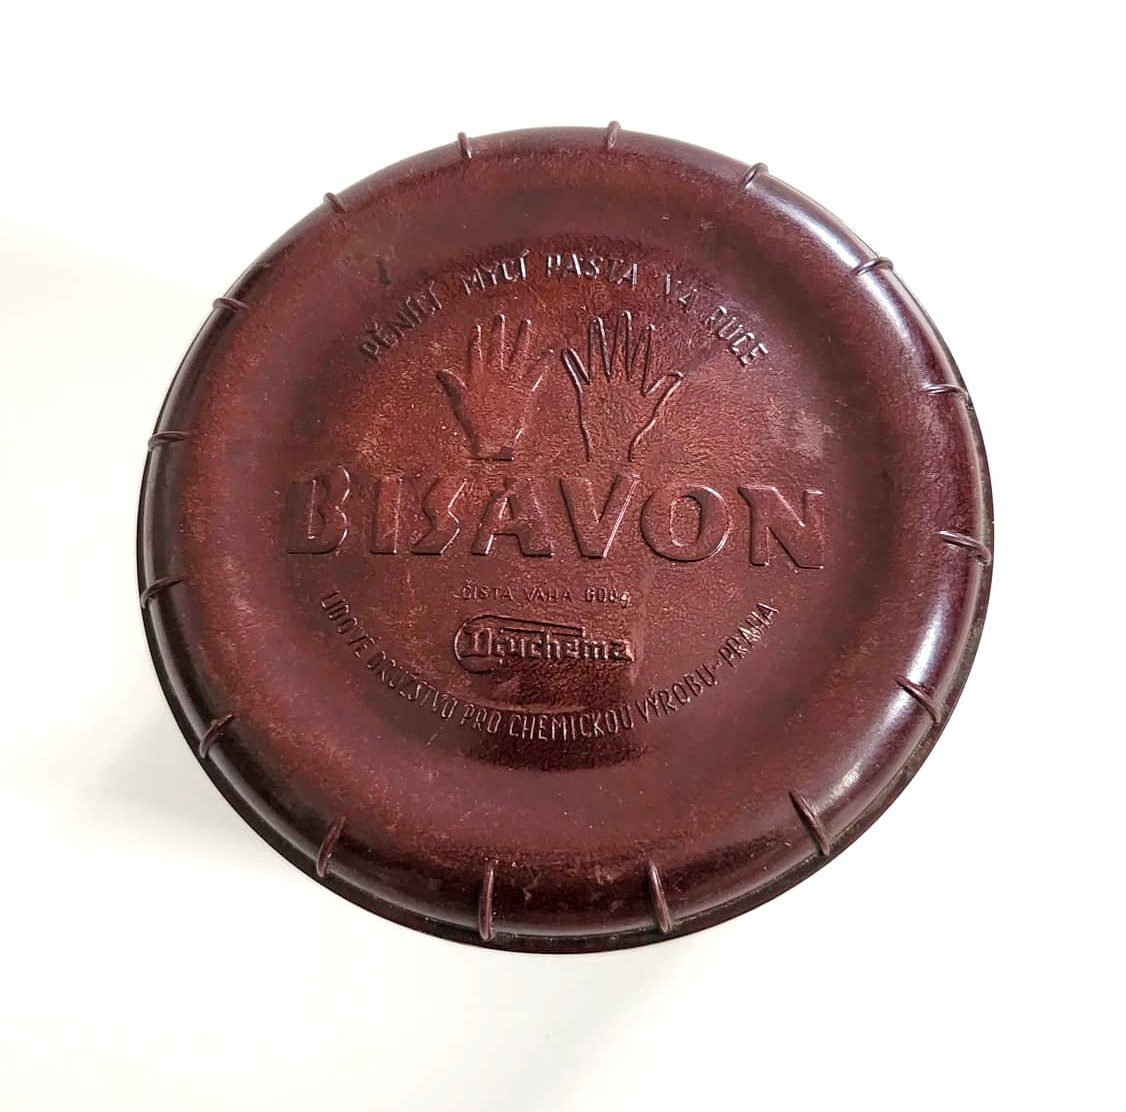 PĚNIVÁ MYCÍ PASTA NA RUCE
BISAVON
ČISTÁ VÁHA 600g
Druchema
LIDOVÉ DRUŽSTVO PRO CHEMICKOU VÝROBU-PRAHA